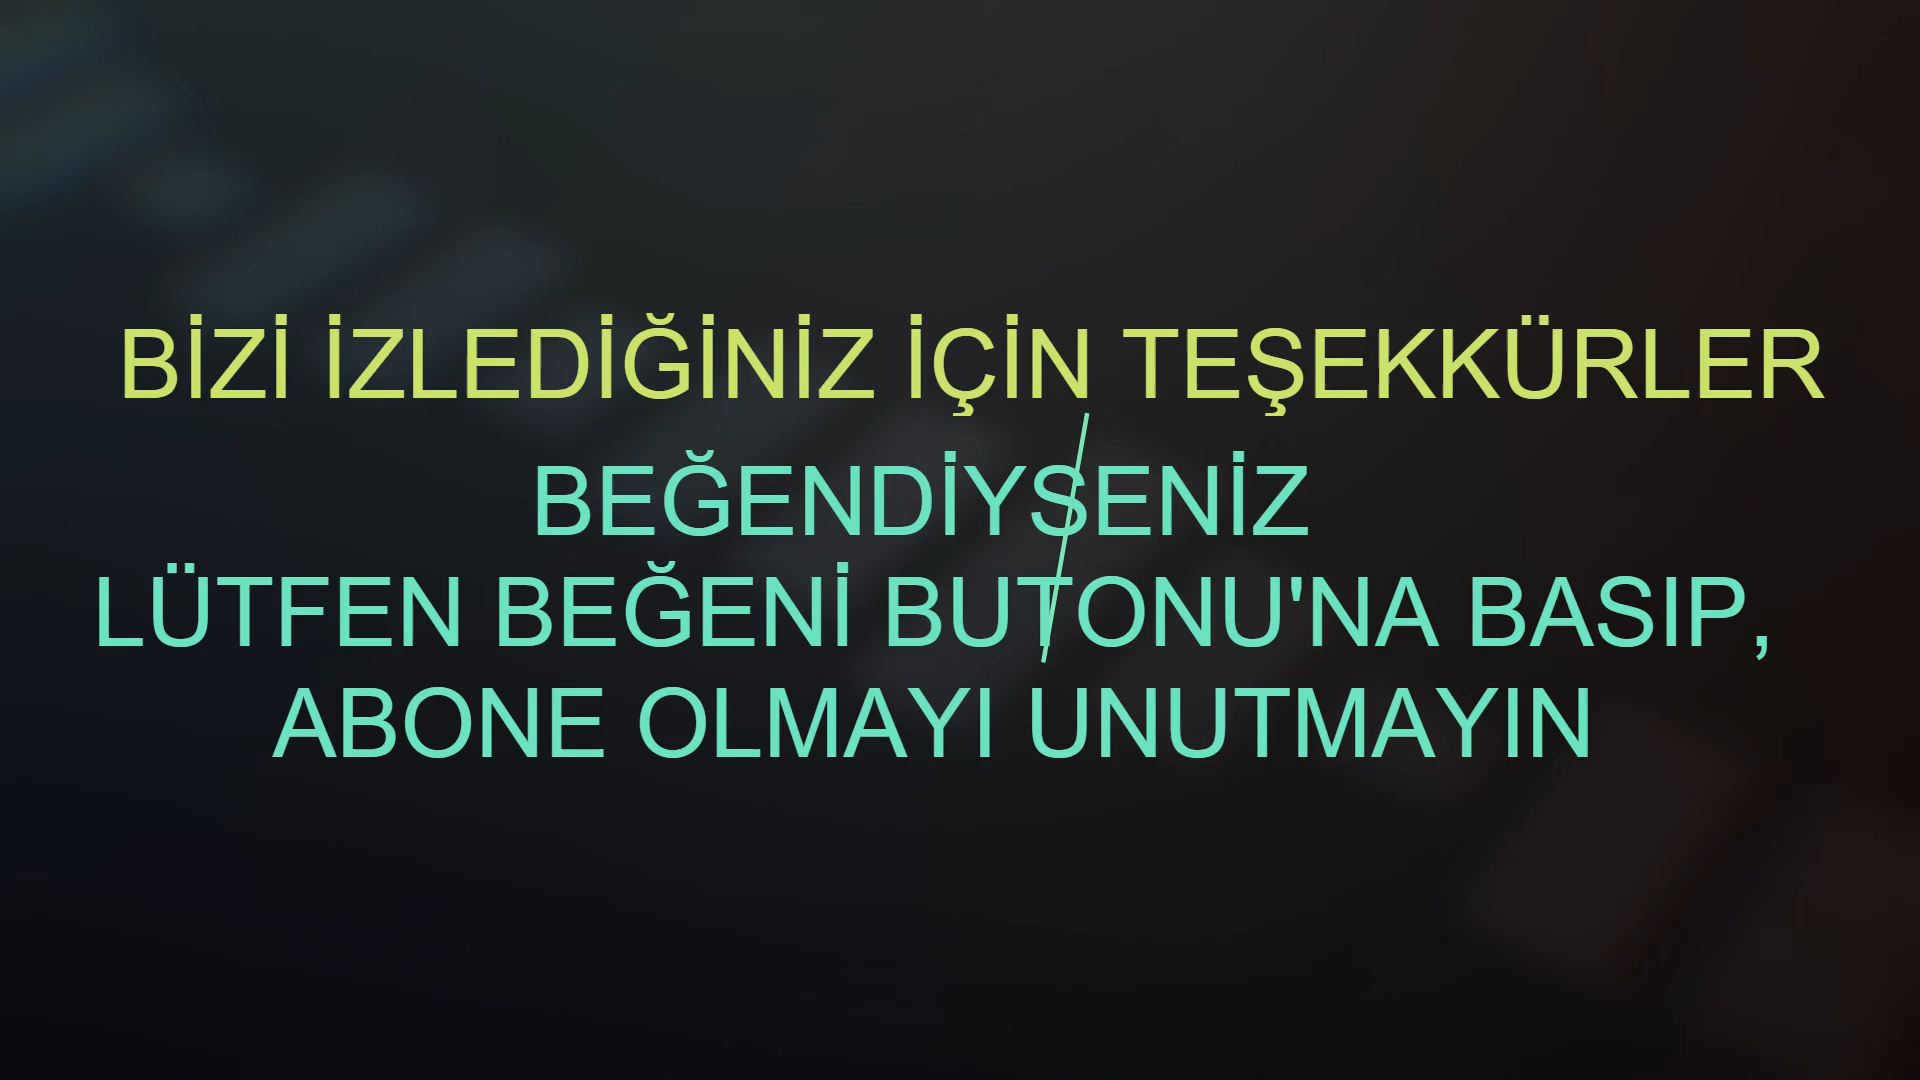 BİZİ İZLEDİĞİNİZ İÇİN TEŞEKKÜRLER
BEĞENDİYSENİZ
LÜTFEN BEĞENİ BUTONU'NA BASIP,
ABONE OLMAYI UNUTMAYIN